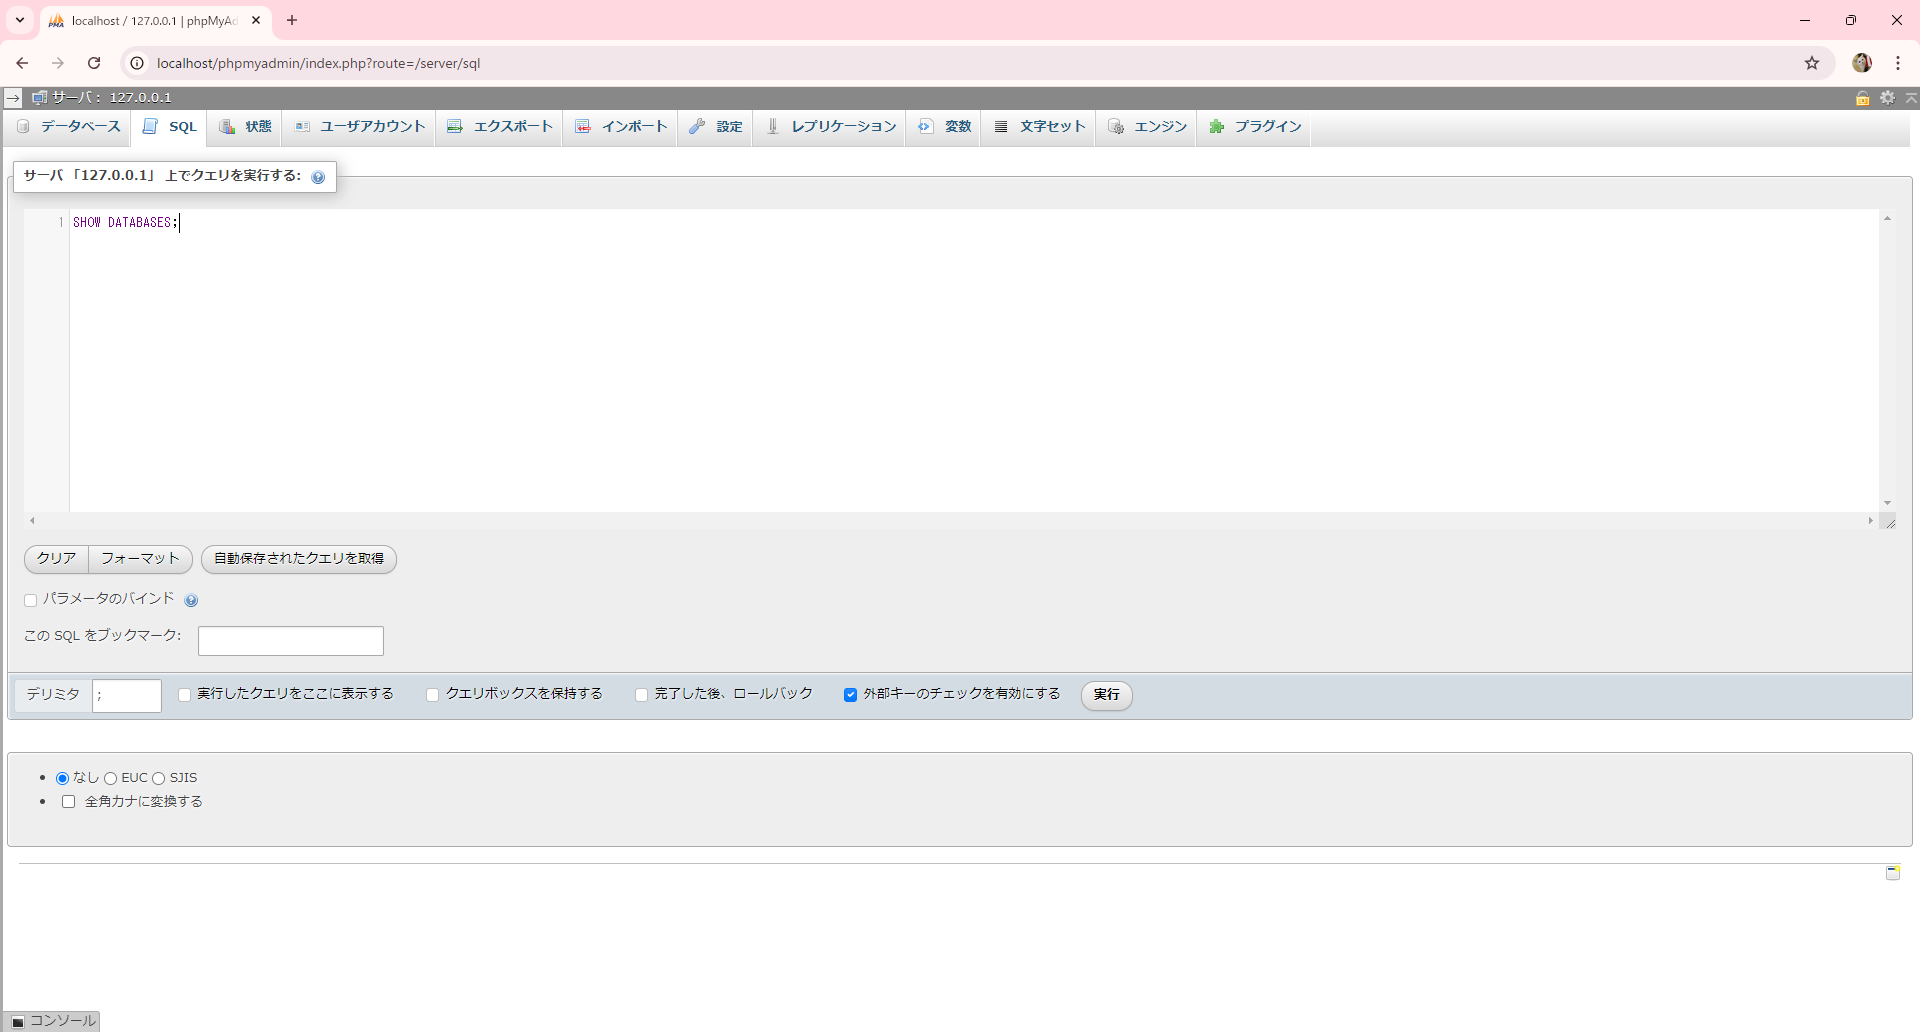 localhost / 127.0.0.1 | phpMyAd
localhost/phpmyadmin/index.php?route=/server/sql
サーバ: 127.0.0.1
データベース SQL 状態 ユーザアカウント エクスポート インポート 設定 レプリケーション 変数 文字セット エンジン プラグイン
サーバ 「127.0.0.1」 上でクエリを実行する:
1 SHOW DATABASES;
クリア フォーマット 自動保存されたクエリを取得
パラメータのバインド
この SQL をブックマーク:
デリミタ ; 実行したクエリをここに表示する クエリボックスを保持する 完了した後、ロールバック 外部キーのチェックを有効にする 実行
なし EUC SJIS
全角カナに変換する
コンソール